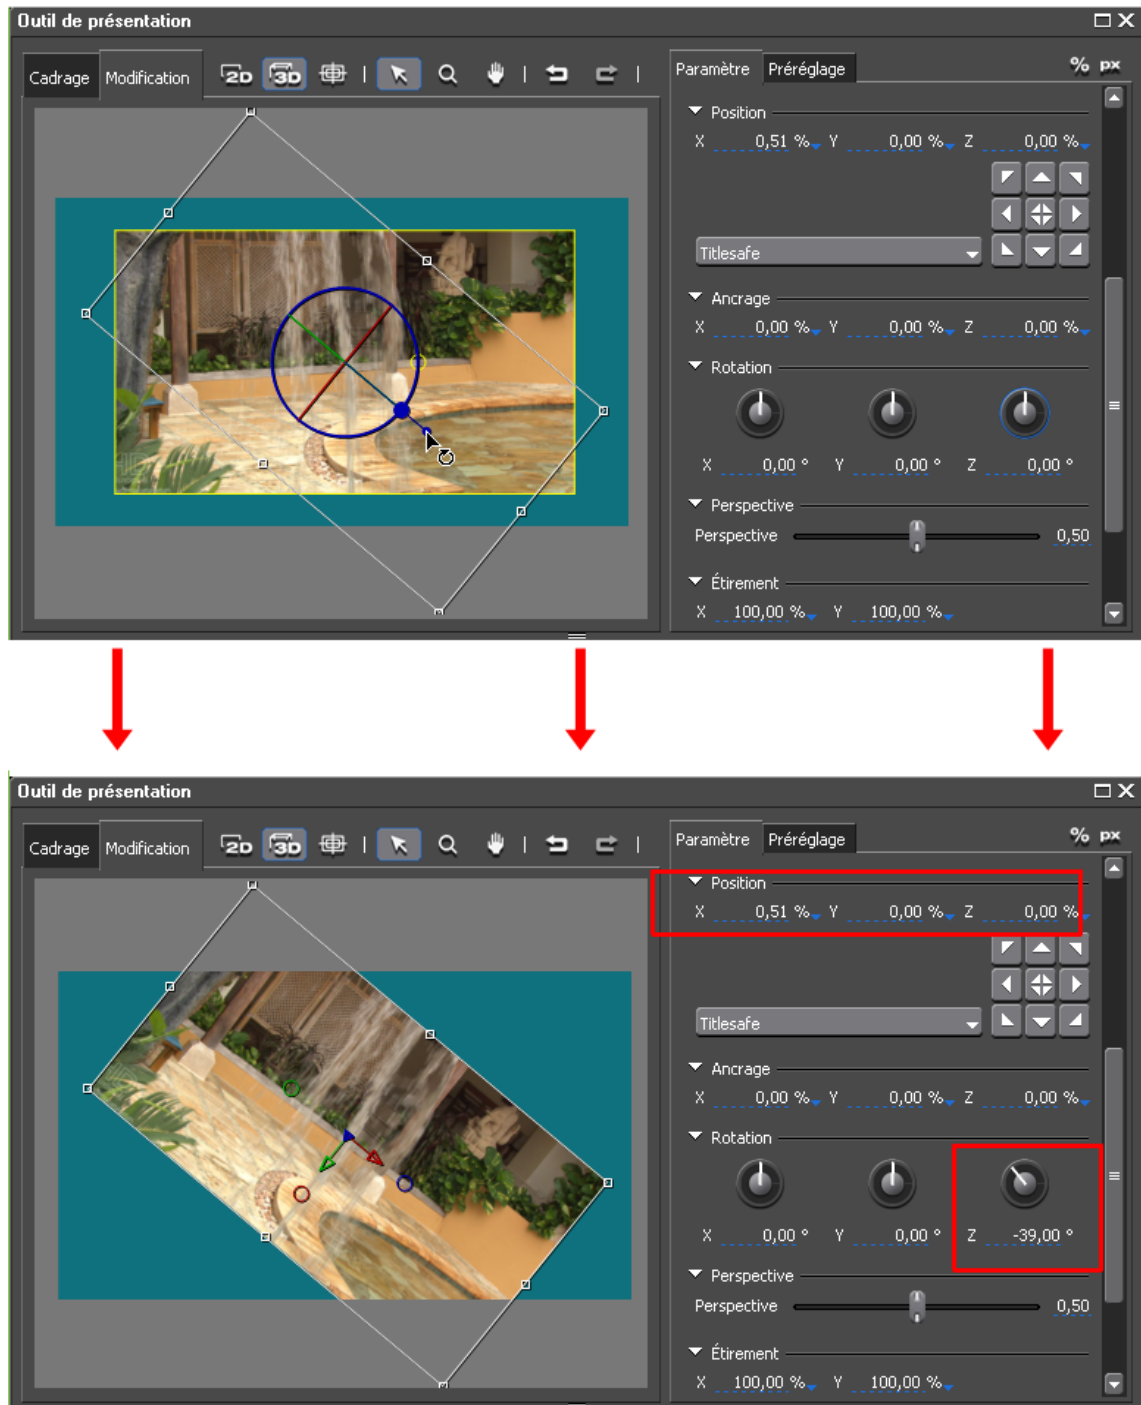 Outil de présentation
Cadrage Modification 2D 3D Paramètre Préréglage % px
Position
X 0,51 % Y 0,00 % Z 0,00 %
Titlesafe
Ancrage
X 0,00 % Y 0,00 % Z 0,00 %
Rotation
X 0,00 ° Y 0,00 ° Z 0,00 °
Perspective
Perspective 0,50
Étirement
X 100,00 % Y 100,00 %
Outil de présentation
Cadrage Modification 2D 3D Paramètre Préréglage % px
Position
X 0,51 % Y 0,00 % Z 0,00 %
Titlesafe
Ancrage
X 0,00 % Y 0,00 % Z 0,00 %
Rotation
X 0,00 ° Y 0,00 ° Z -39,00 °
Perspective
Perspective 0,50
Étirement
X 100,00 % Y 100,00 %